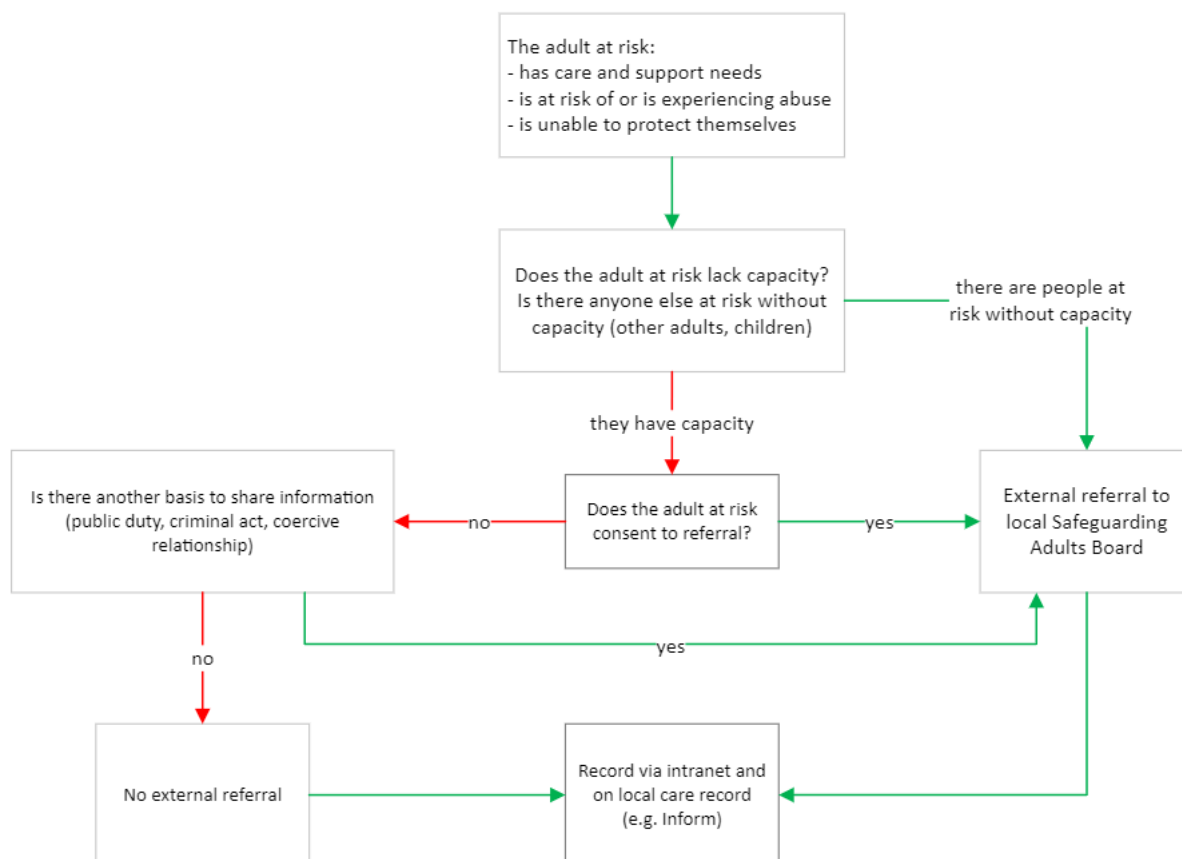 The adult at risk:
- has care and support needs
- is at risk of or is experiencing abuse
- is unable to protect themselves
Does the adult at risk lack capacity?
Is there anyone else at risk without
capacity (other adults, children)
there are people at
risk without capacity
they have capacity
Is there another basis to share information
(public duty, criminal act, coercive
relationship)
no
Does the adult at risk
consent to referral?
yes
External referral to
local Safeguarding
Adults Board
yes
no
No external referral
Record via intranet and
on local care record
(e.g. Inform)